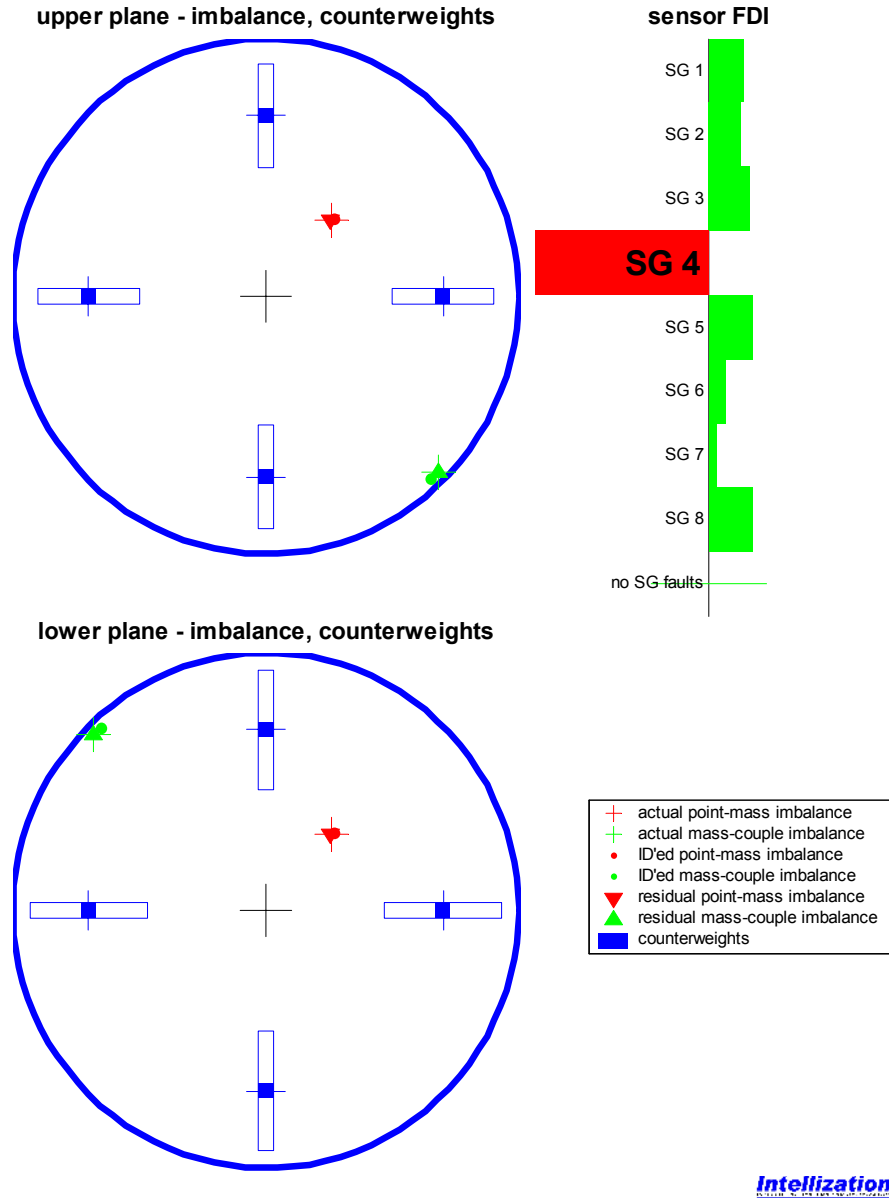 upper plane - imbalance, counterweights
sensor FDI
SG 1
SG 2
SG 3
SG 4
SG 5
SG 6
SG 7
SG 8
no SG faults
lower plane - imbalance, counterweights
actual point-mass imbalance
actual mass-couple imbalance
ID'ed point-mass imbalance
ID'ed mass-couple imbalance
residual point-mass imbalance
residual mass-couple imbalance
counterweights
Intellization